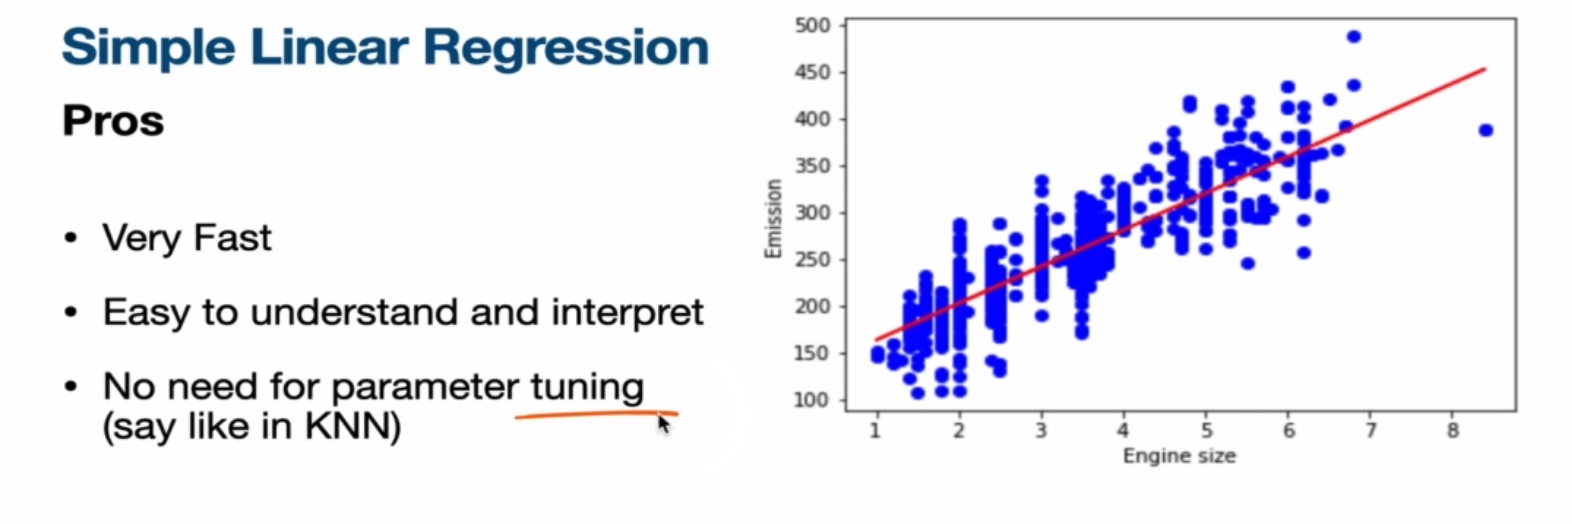 Simple Linear Regression
Pros
• Very Fast
• Easy to understand and interpret
• No need for parameter tuning
(say like in KNN)
500
450
400
350
300
250
200
150
100
Emission
1 2 3 4 5 6 7 8
Engine size